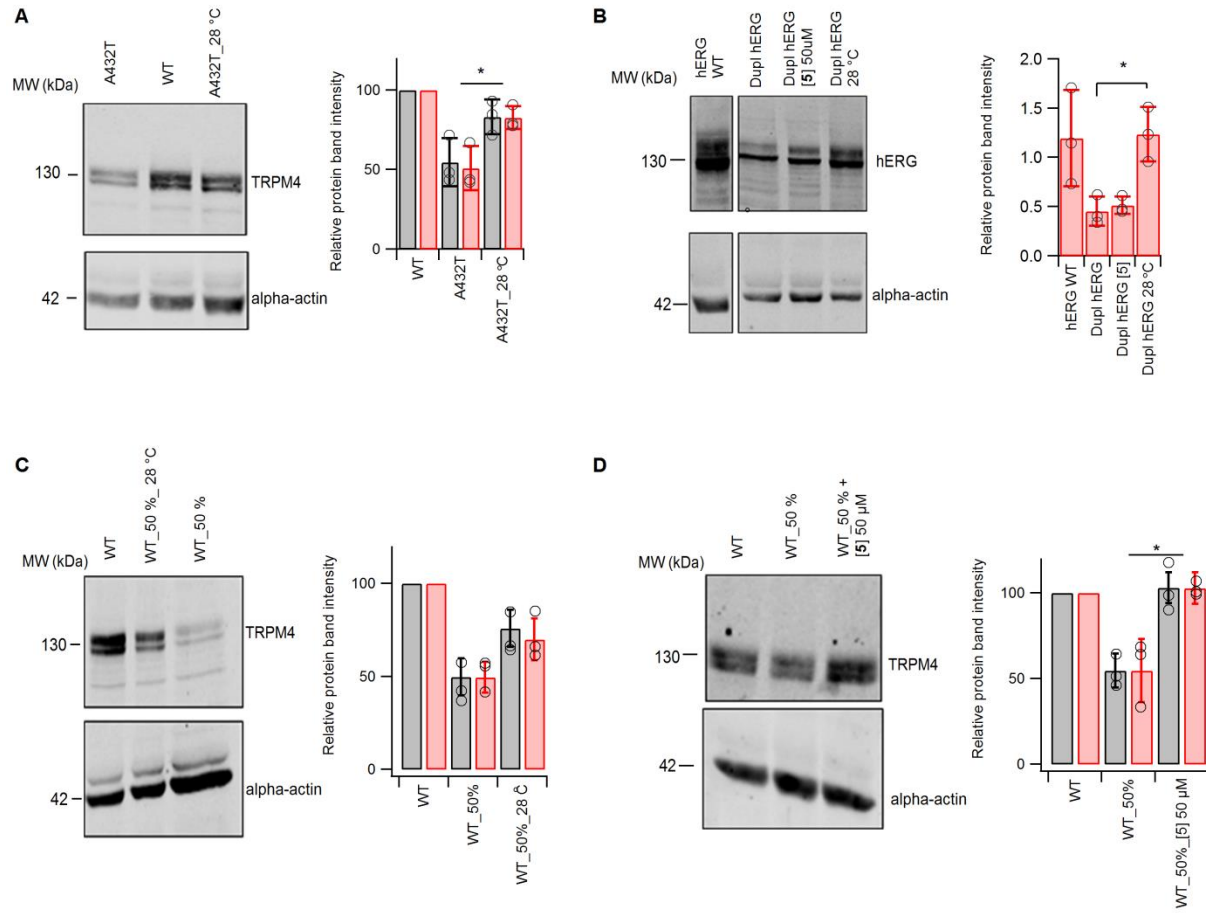 A
MW (kDa)
A432T
WT
A432T_28 °C
130
TRPM4
42
alpha-actin
Relative protein band intensity
100
50
0
*
WT
A432T
A432T_28 °C
B
MW (kDa)
hERG
WT
Dupl hERG
Dupl hERG
[5] 50uM
Dupl hERG
28 °C
130
hERG
42
alpha-actin
Relative protein band intensity
2.0
1.5
1.0
0.5
0.0
*
hERG WT
Dupl hERG
Dupl hERG [5]
Dupl hERG 28 °C
C
MW (kDa)
WT
WT_50 %_ 28 °C
WT_50 %
130
TRPM4
42
alpha-actin
Relative protein band intensity
100
50
0
WT
WT_50%
WT_50%_28 C
D
MW (kDa)
WT
WT_50 %
WT_50 % +
[5] 50 µM
130
TRPM4
42
alpha-actin
Relative protein band intensity
100
50
0
*
WT
WT_50%
WT_50%_[5] 50 µM